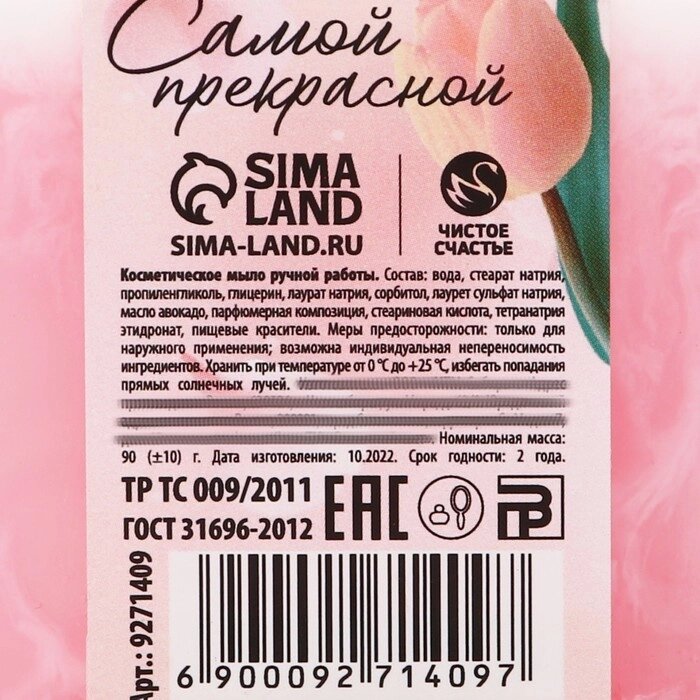 Самой
прекрасной
SIMA
LAND
SIMA-LAND.RU
ЧИСТОЕ
СЧАСТЬЕ
Косметическое мыло ручной работы. Состав: вода, стеарат натрия,
пропиленгликоль, глицерин, лаурат натрия, сорбитол, лаурет сульфат натрия,
масло авокадо, парфюмерная композиция, стеариновая кислота, тетранатрия
этидронат, пищевые красители. Меры предосторожности: только для
наружного применения; возможна индивидуальная непереносимость
ингредиентов. Хранить при температуре от 0 °C до +25 °C, избегать попадания
прямых солнечных лучей.
Номинальная масса:
90 (±10) г. Дата изготовления: 10.2022. Срок годности: 2 года.
ТР ТС 009/2011
ГОСТ 31696-2012
EAC
Арт.: 9271409
6 900092 714097